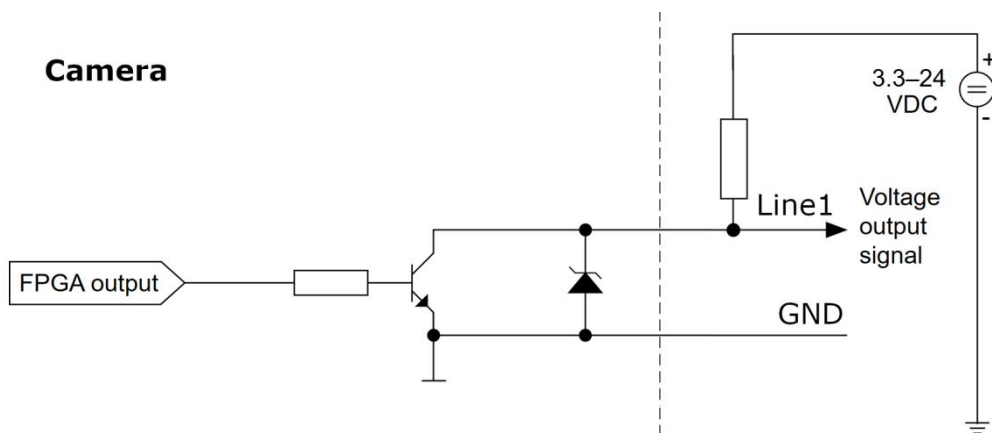 Camera
3.3–24
VDC
+
-
Line1
Voltage
output
signal
FPGA output
GND